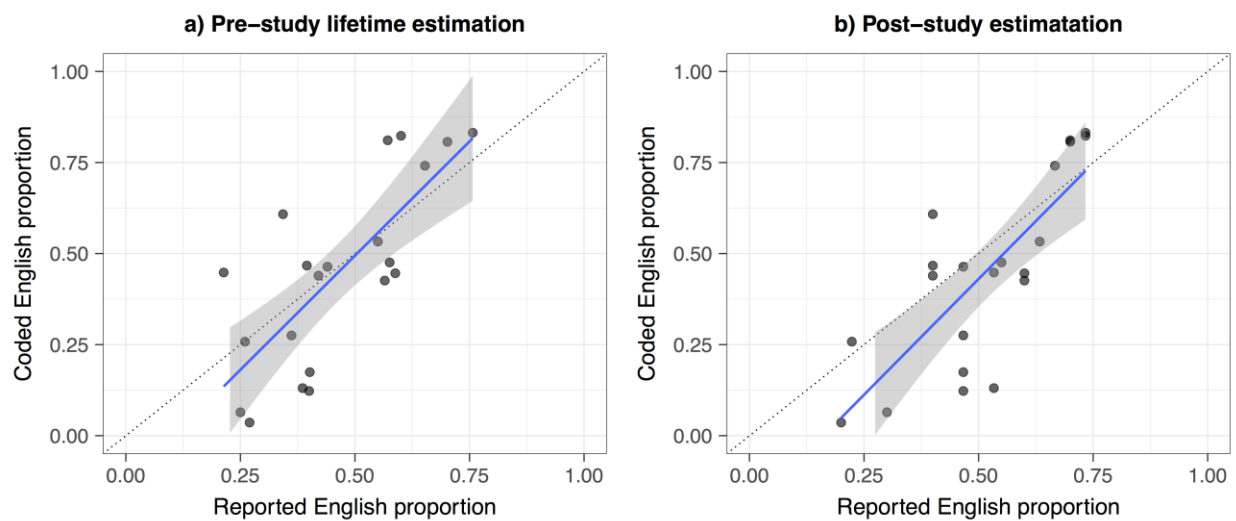 a) Pre−study lifetime estimation
1.00
0.75
0.50
0.25
0.00
Coded English proportion
0.00 0.25 0.50 0.75 1.00
Reported English proportion
b) Post−study estimatation
1.00
0.75
0.50
0.25
0.00
Coded English proportion
0.00 0.25 0.50 0.75 1.00
Reported English proportion